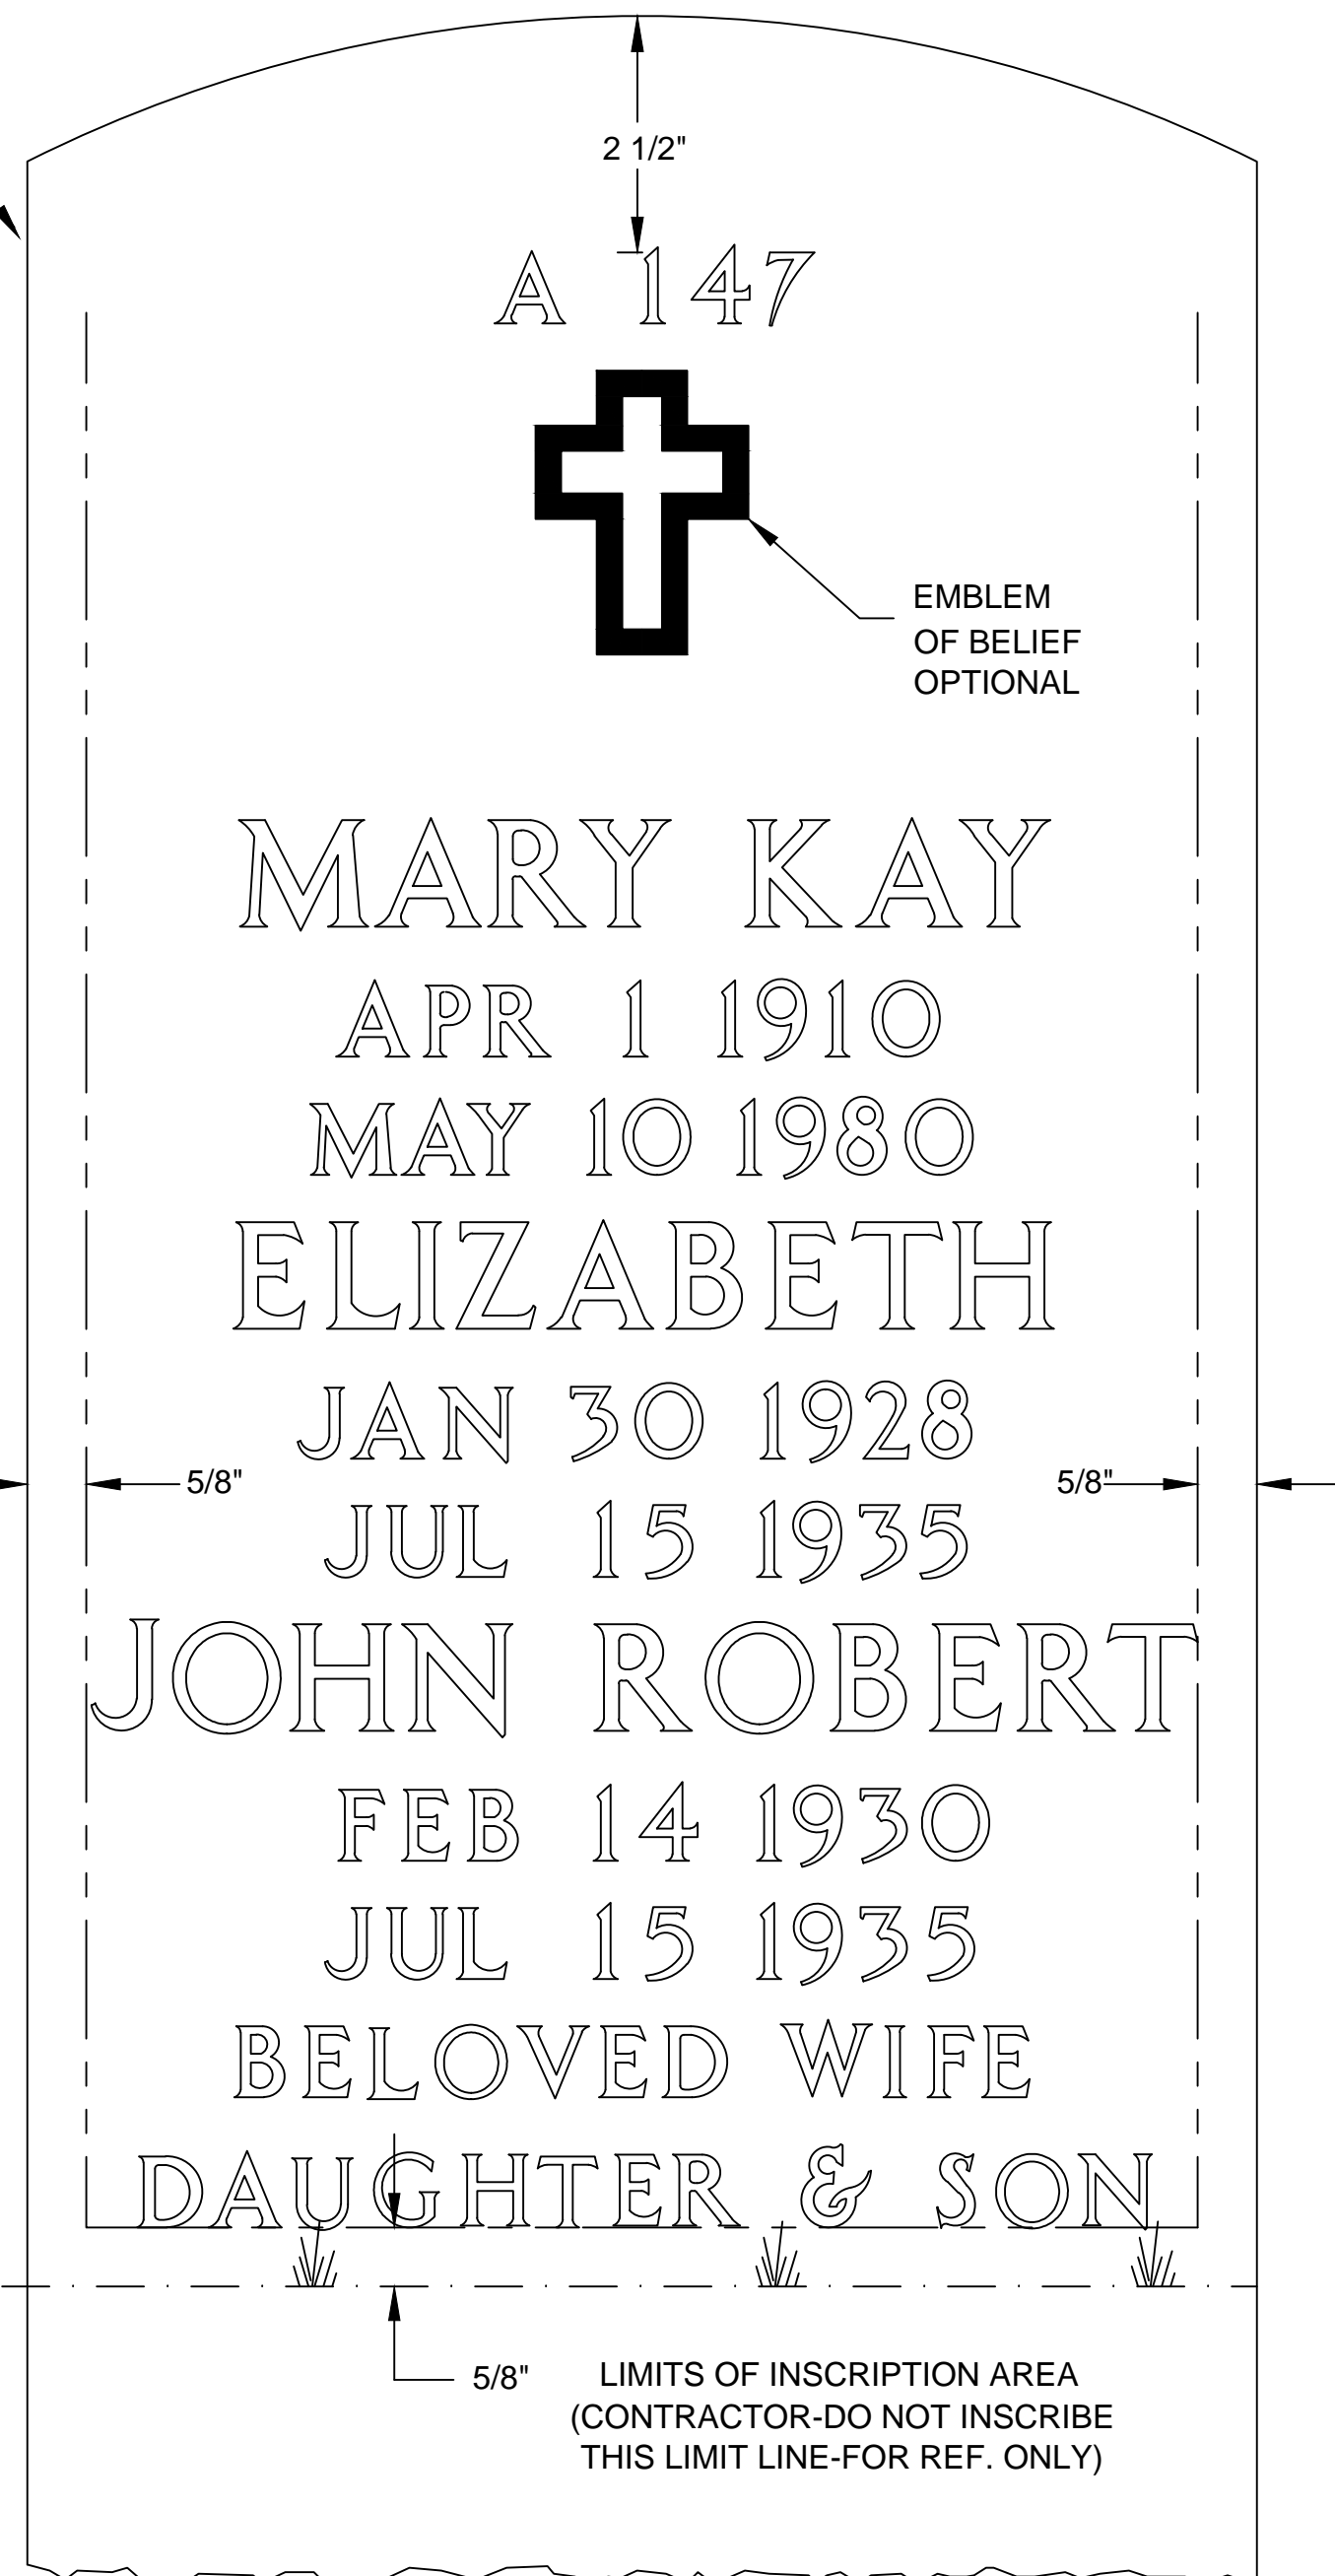 2 1/2"
A 147
EMBLEM
OF BELIEF
OPTIONAL
MARY KAY
APR 1 1910
MAY 10 1980
ELIZABETH
JAN 30 1928
5/8" 5/8"
JUL 15 1935
JOHN ROBERT
FEB 14 1930
JUL 15 1935
BELOVED WIFE
DAUGHTER & SON
5/8"
LIMITS OF INSCRIPTION AREA
(CONTRACTOR-DO NOT INSCRIBE
THIS LIMIT LINE-FOR REF. ONLY)